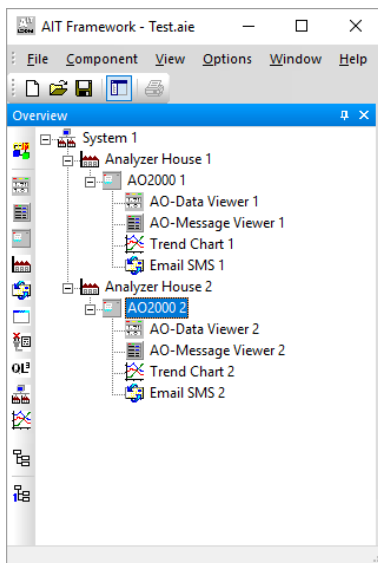 AIT Framework - Test.aie
File Component View Options Window Help
Overview
System 1
Analyzer House 1
AO2000 1
AO-Data Viewer 1
AO-Message Viewer 1
Trend Chart 1
Email SMS 1
Analyzer House 2
AO2000 2
AO-Data Viewer 2
AO-Message Viewer 2
Trend Chart 2
Email SMS 2